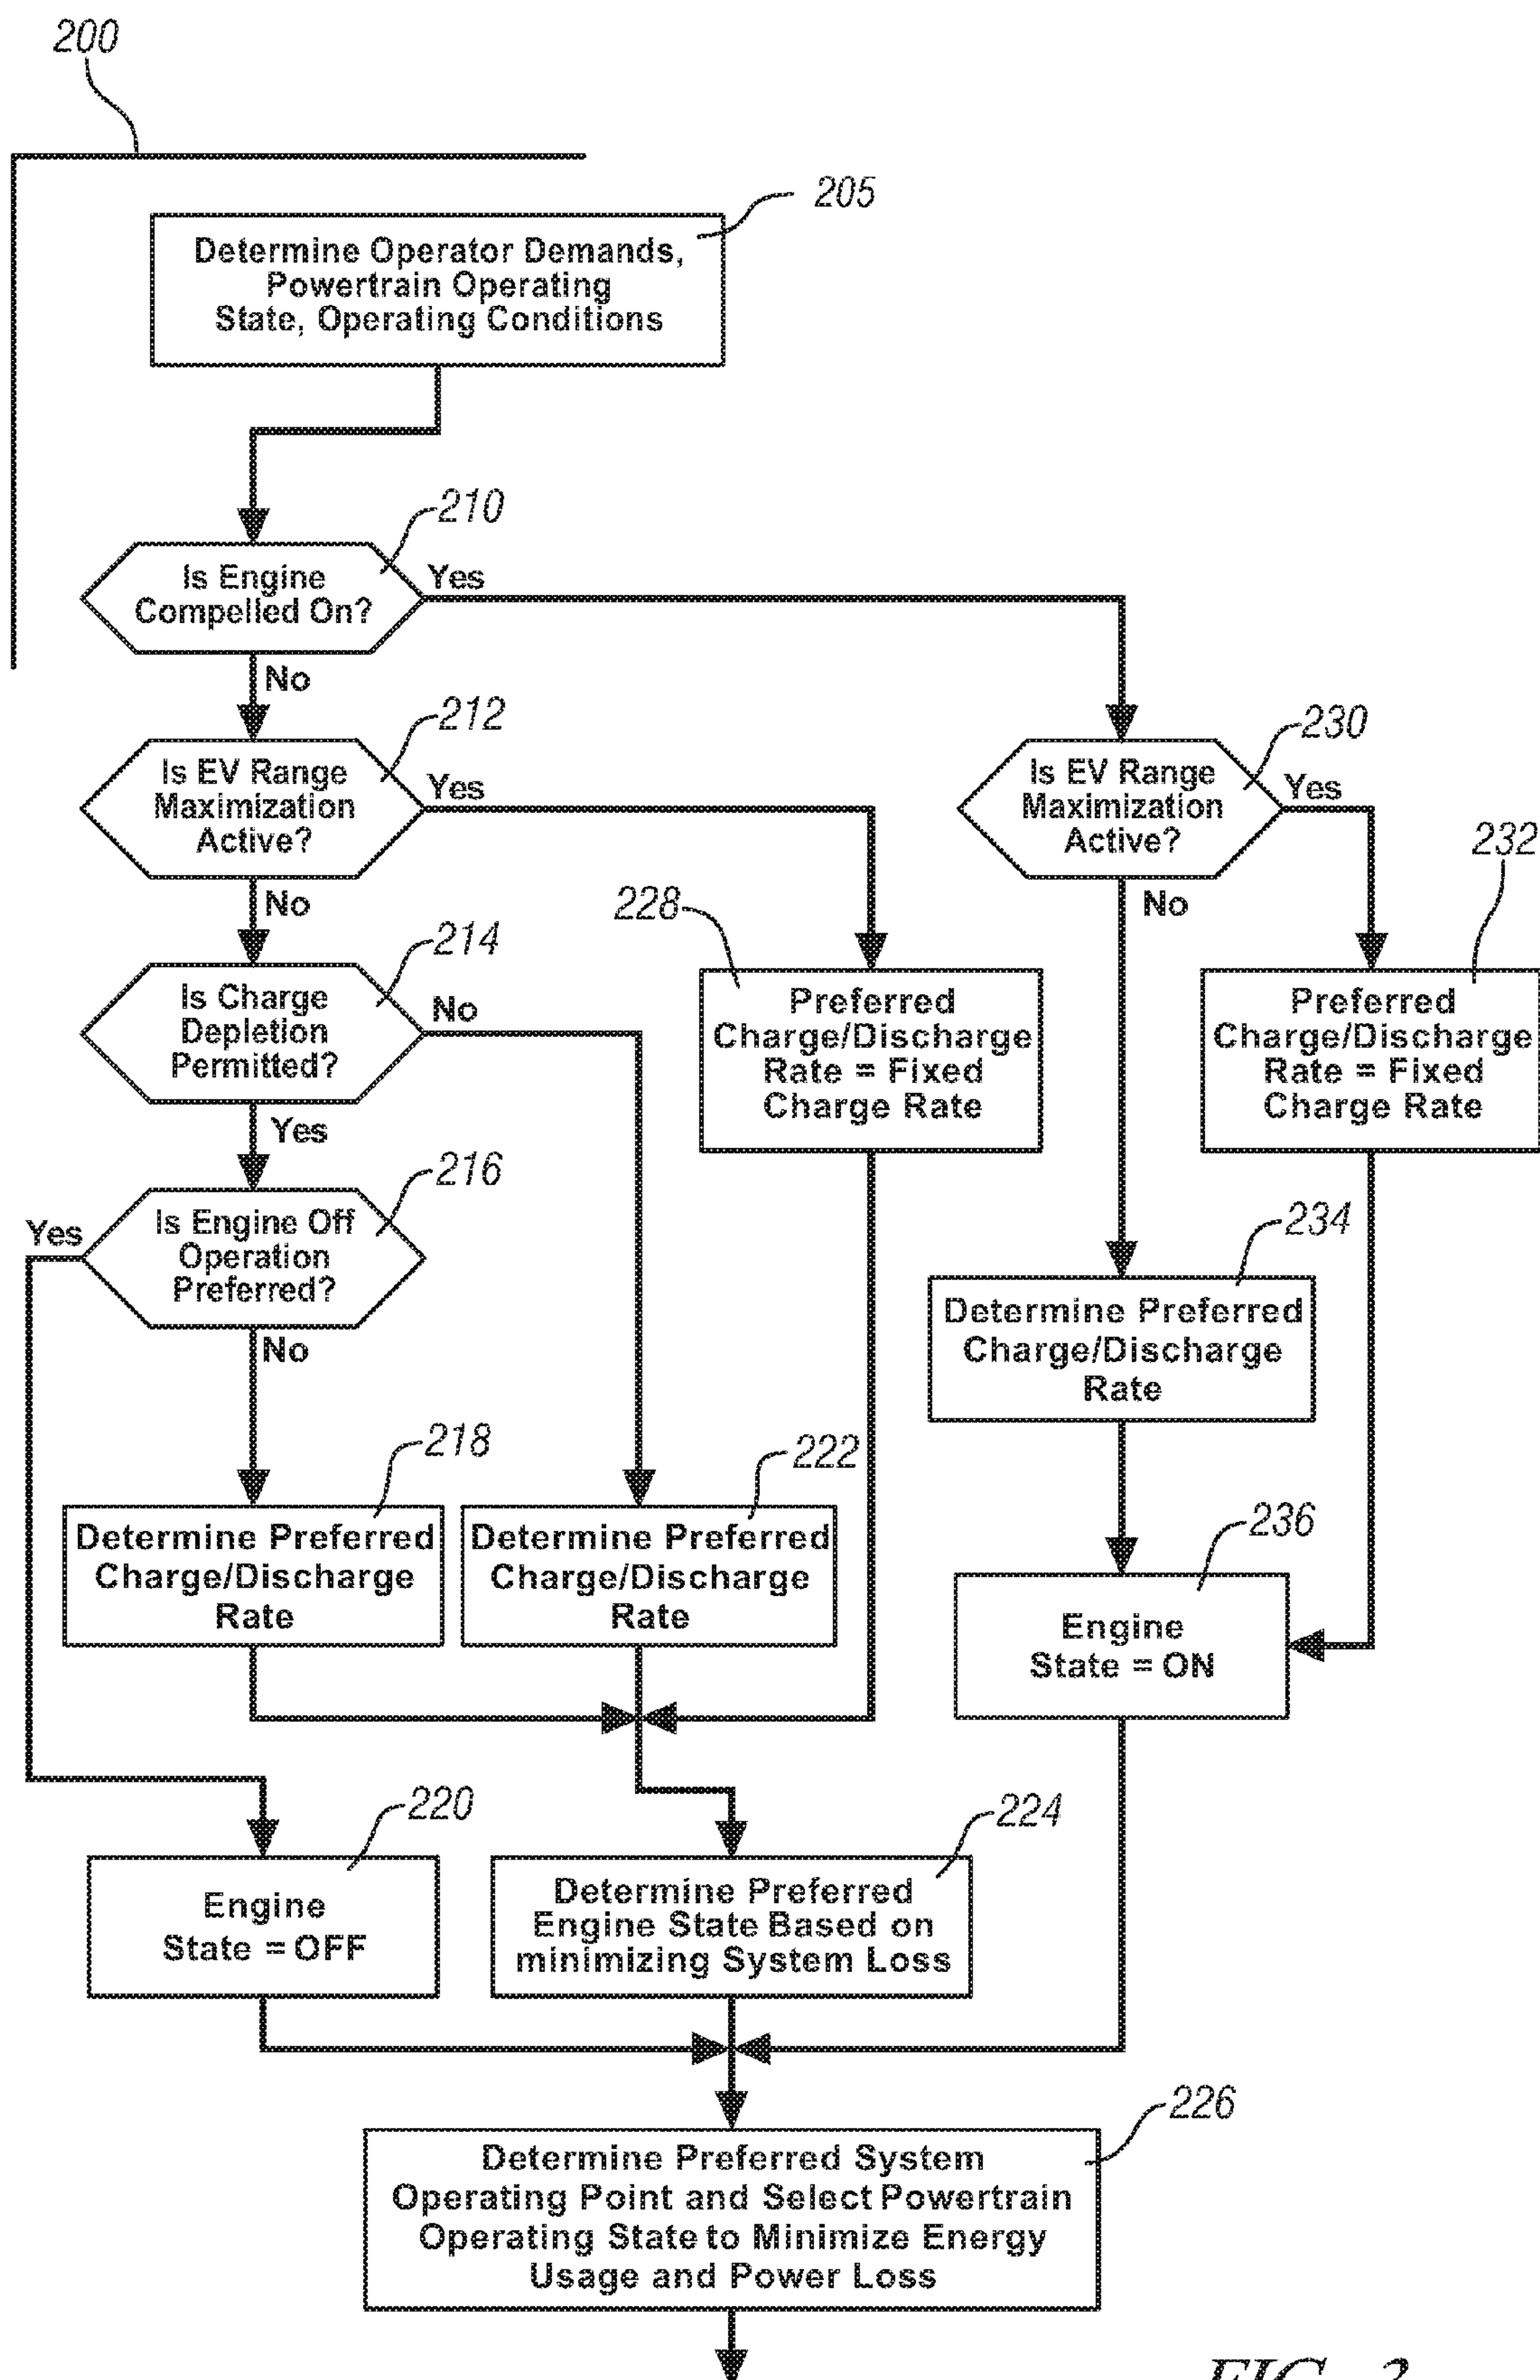 200
205
Determine Operator Demands,
Powertrain Operating
State, Operating Conditions
210
Is Engine
Compelled On?
Yes
No
212
Is EV Range
Maximization
Active?
Yes
No
230
Is EV Range
Maximization
Active?
Yes
No
232
Preferred
Charge/Discharge
Rate = Fixed
Charge Rate
228
Preferred
Charge/Discharge
Rate = Fixed
Charge Rate
214
Is Charge
Depletion
Permitted?
No
Yes
216
Is Engine Off
Operation
Preferred?
Yes
No
234
Determine Preferred
Charge/Discharge
Rate
218
Determine Preferred
Charge/Discharge
Rate
222
Determine Preferred
Charge/Discharge
Rate
236
Engine
State = ON
220
Engine
State = OFF
224
Determine Preferred
Engine State Based on
minimizing System Loss
226
Determine Preferred System
Operating Point and Select Powertrain
Operating State to Minimize Energy
Usage and Power Loss